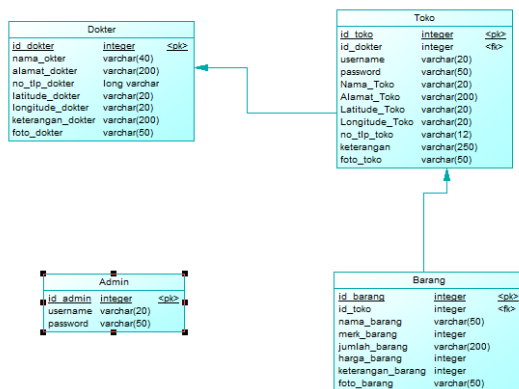 Dokter
id_dokter integer <pk>
nama_okter varchar(40)
alamat_dokter varchar(200)
no_tlp_dokter long varchar
latitude_dokter varchar(20)
longitude_dokter varchar(20)
keterangan_dokter varchar(200)
foto_dokter varchar(50)
Toko
id_toko integer <pk>
id_dokter integer <fk>
username varchar(20)
password varchar(50)
Nama_Toko varchar(20)
Alamat_Toko varchar(200)
Latitude_Toko varchar(20)
Longitude_Toko varchar(20)
no_tlp_toko varchar(12)
keterangan varchar(250)
foto_toko varchar(50)
Admin
id_admin integer <pk>
username varchar(20)
password varchar(50)
Barang
id_barang integer <pk>
id_toko integer <fk>
nama_barang varchar(50)
merk_barang integer
jumlah_barang varchar(200)
harga_barang integer
keterangan_barang integer
foto_barang varchar(50)